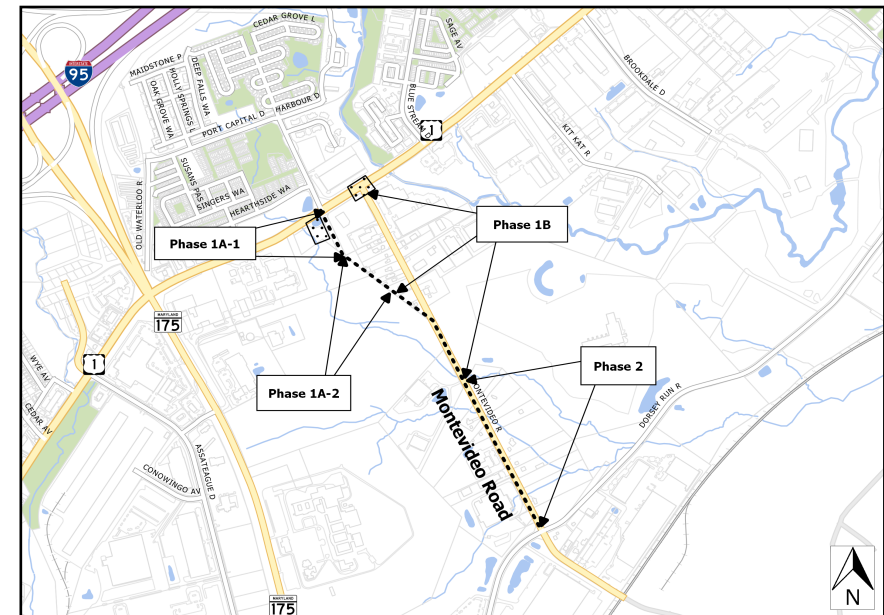 CEDAR GROVE L
SAGE AV
INTERSTATE
95
MAIDSTONE P
DEEP FALLS WA
HOLLY SPRINGS L
OAK GROVE WA
BROOKDALE D
HARBOUR D
PORT CAPITAL D
BLUE STREAM D
1
KIT KAT R
SUSANS PAS
SINGERS WA
HEARTHSIDE WA
OLD WATERLOO R
Phase 1A-1
Phase 1B
MARYLAND
175
1
WYE AV
CEDAR AV
Phase 1A-2
Phase 2
MONTEVIDEO R
Montevideo Road
DORSEY RUN R
ASSATEAGUE D
CONOWINGO AV
MARYLAND
175
N